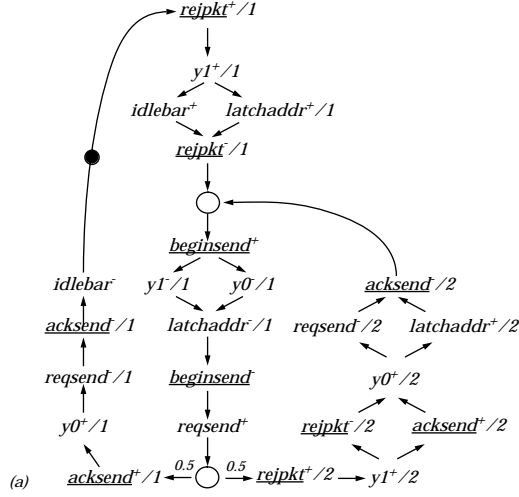 rejpkt⁺/1
y1⁺/1
idlebar⁺ latchaddr⁺/1
rejpkt⁻/1
beginsend⁺
y1⁻/1 y0⁻/1
idlebar⁻ acksend⁻/2
acksend⁻/1 latchaddr⁻/1 reqsend⁻/2 latchaddr⁺/2
reqsend⁻/1 beginsend⁻ y0⁺/2
y0⁺/1 reqsend⁺ rejpkt⁻/2 acksend⁺/2
(a) acksend⁺/1 0.5 0.5 rejpkt⁺/2 y1⁺/2